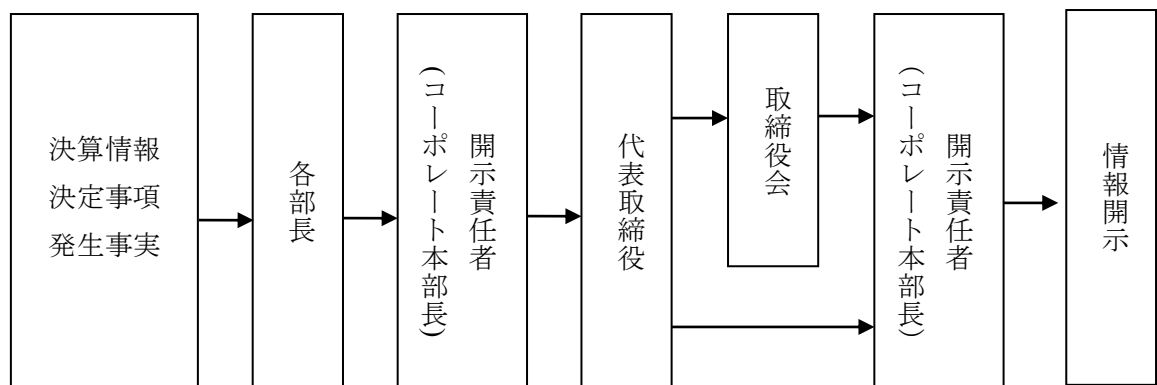 決算情報
決定事項
発生事実
各部長
開示責任者
(コーポレート本部長)
代表取締役
取締役会
開示責任者
(コーポレート本部長)
情報開示